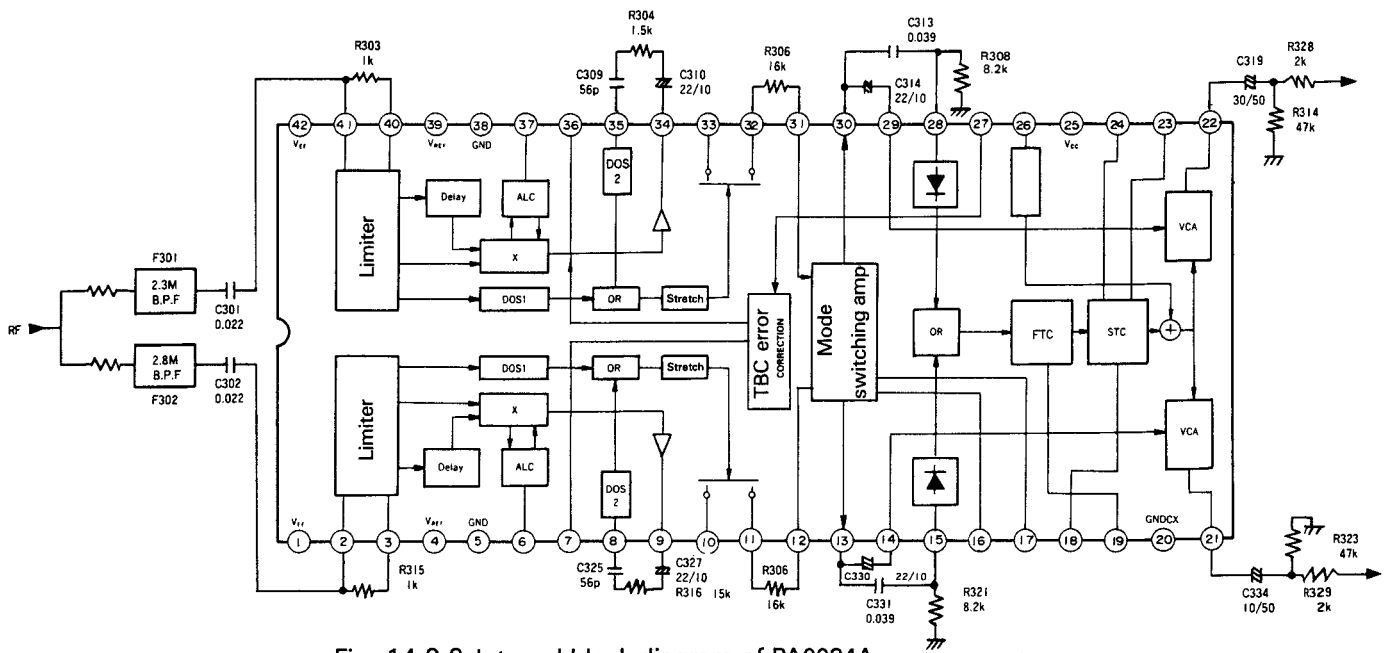 R304
1.5k
R303
1k
C309
56p
C310
22/10
R306
16k
C313
0.039
C314
22/10
R308
8.2k
C319
30/50
R328
2k
R314
47k
42 41 40 39 38 37 36 35 34 33 32 31 30 29 28 27 26 25 24 23 22
VREF
GND
VCC
DOS
2
Limiter
Delay
ALC
X
DOS1
OR
Stretch
VCA
F301
2.3M
B.P.F
C301
0.022
RF
2.8M
B.P.F
F302
C302
0.022
TBC error
CORRECTION
Mode
switching amp
OR
FTC
STC
+
Limiter
DOS1
OR
Stretch
X
Delay
ALC
DOS
2
VCA
VREF
GND
GNDCX
1 2 3 4 5 6 7 8 9 10 11 12 13 14 15 16 17 18 19 20 21
R315
1k
C325
56p
C327
22/10
R316 15k
R306
16k
C330 22/10
C331
0.039
R321
8.2k
C334
10/50
R323
47k
R329
2k